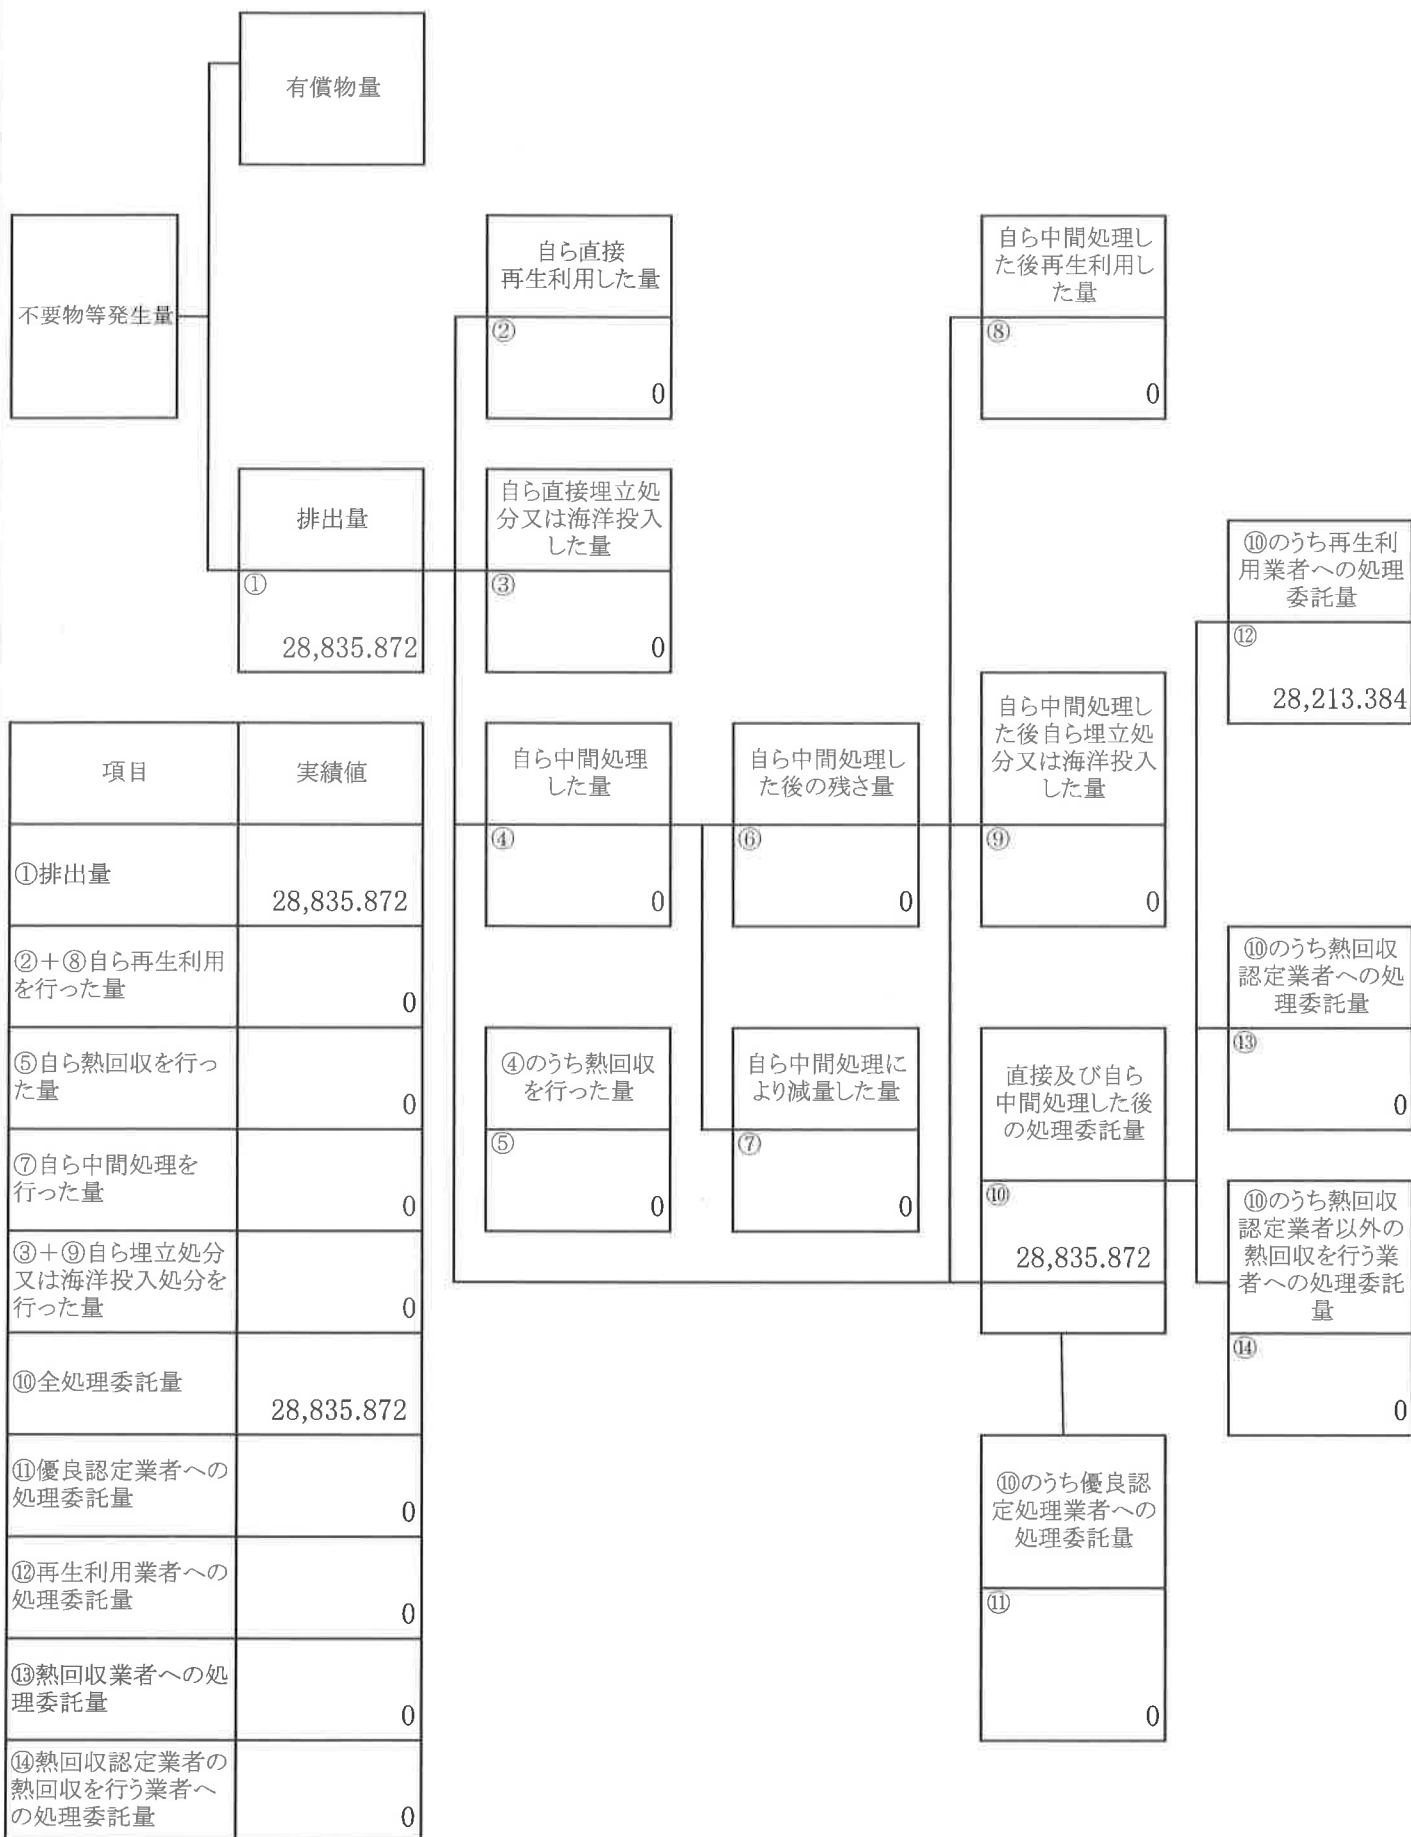 有償物量
不要物等発生量
自ら直接
再生利用した量
②
0
自ら中間処理し
た後再生利用し
た量
⑧
0
排出量
①
28,835.872
自ら直接埋立処
分又は海洋投入
した量
③
0
⑩のうち再生利
用業者への処理
委託量
⑫
28,213.384
自ら中間処理
した量
④
0
自ら中間処理し
た後の残さ量
⑥
0
自ら中間処理し
た後自ら埋立処
分又は海洋投入
した量
⑨
0
⑩のうち熱回収
認定業者への処
理委託量
⑬
0
④のうち熱回収
を行った量
⑤
0
自ら中間処理に
より減量した量
⑦
0
直接及び自ら
中間処理した後
の処理委託量
⑩
28,835.872
⑩のうち熱回収
認定業者以外の
熱回収を行う業
者への処理委託
量
⑭
0
⑩のうち優良認
定処理業者への
処理委託量
⑪
0
項目 実績値
①排出量
28,835.872
②+⑧自ら再生利用
を行った量
0
⑤自ら熱回収を行っ
た量
0
⑦自ら中間処理を
行った量
0
③+⑨自ら埋立処分
又は海洋投入処分を
行った量
0
⑩全処理委託量
28,835.872
⑪優良認定業者への
処理委託量
0
⑫再生利用業者への
処理委託量
0
⑬熱回収業者への処
理委託量
0
⑭熱回収認定業者の
熱回収を行う業者へ
の処理委託量
0